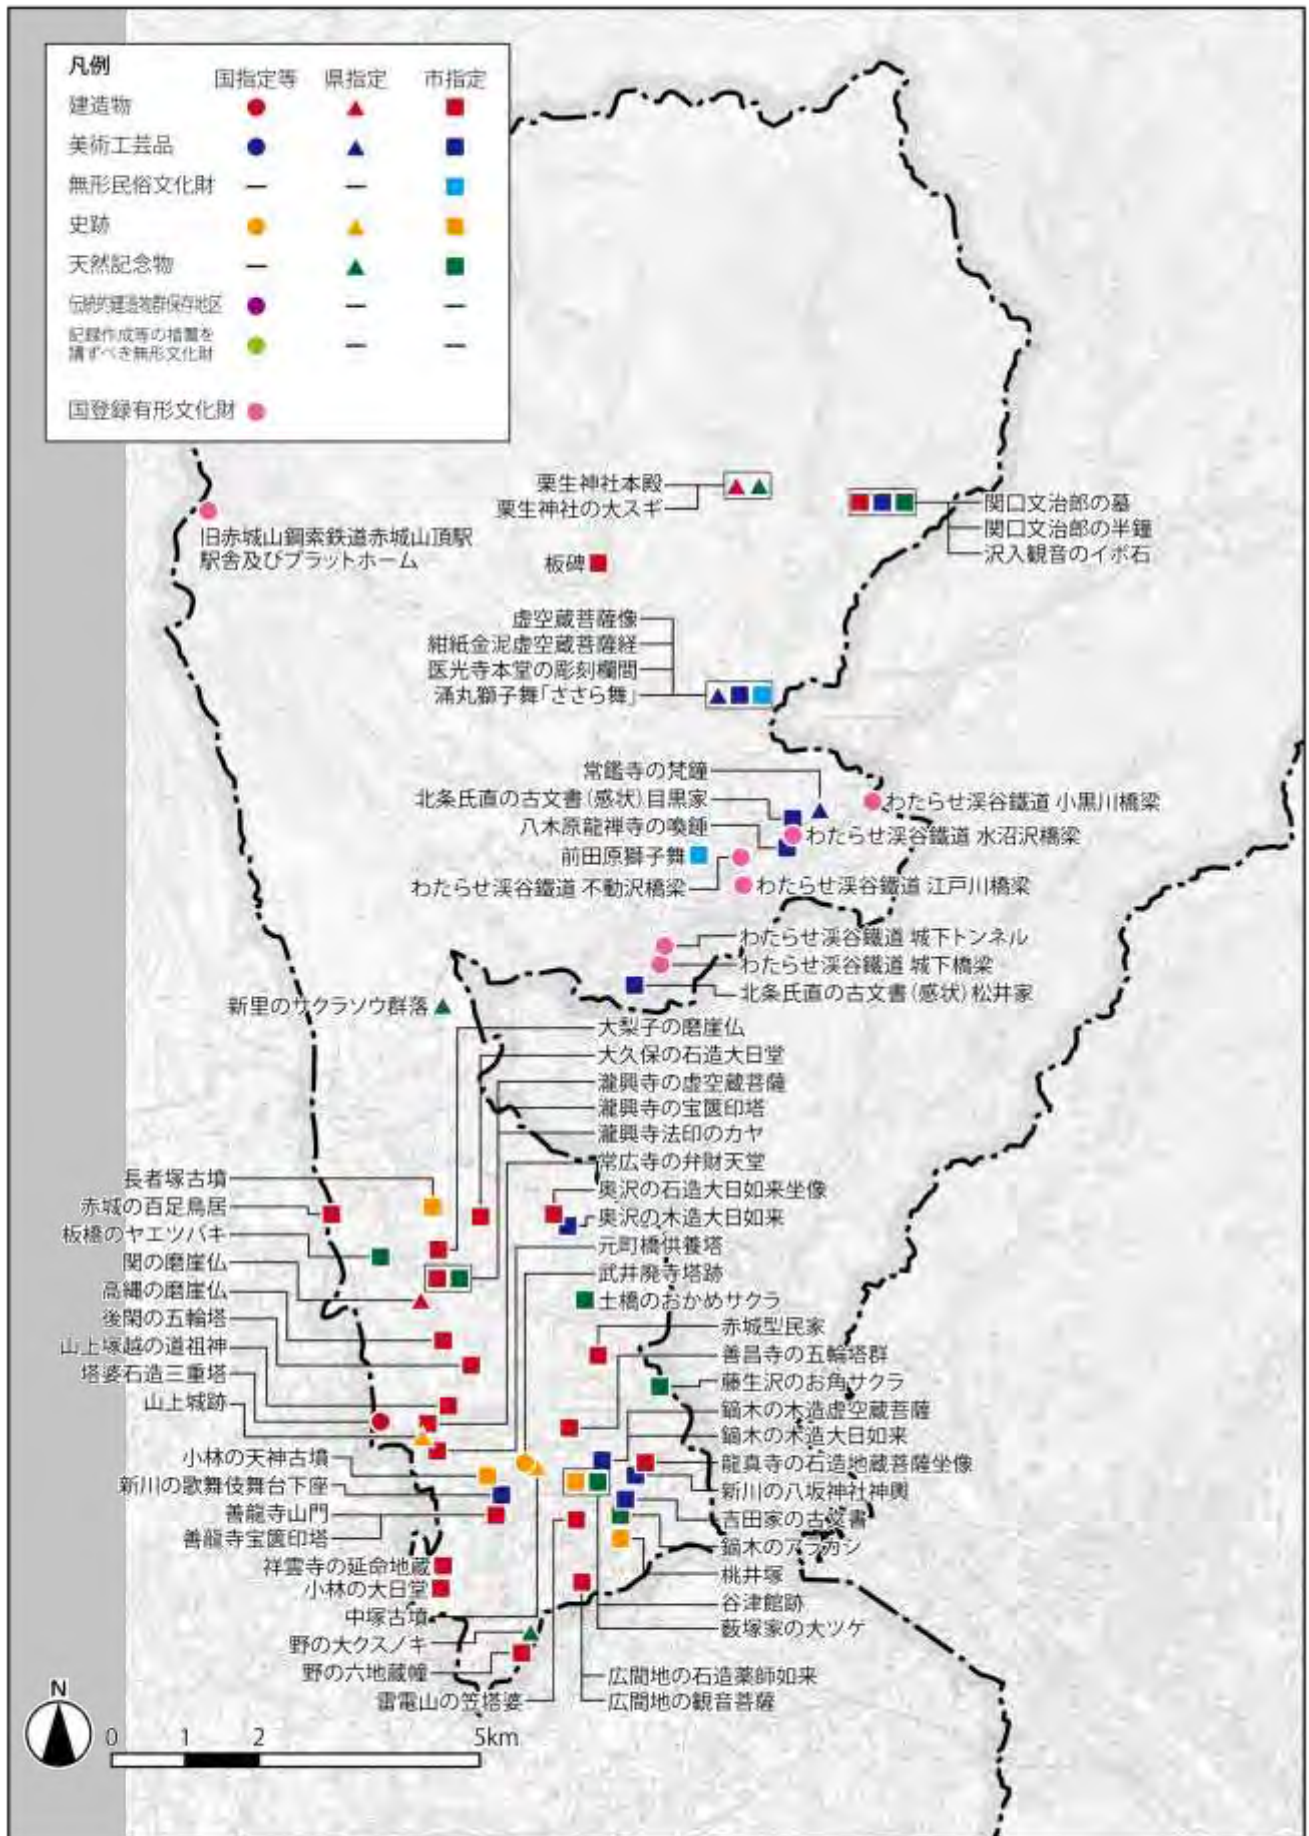 凡例
国指定等 県指定 市指定
建造物
美術工芸品
無形民俗文化財 ― ―
史跡
天然記念物 ―
伝統的建造物群保存地区 ― ―
記録作成等の措置を
講ずべき無形文化財 ― ―
国登録有形文化財
栗生神社本殿
栗生神社の大スギ
関口文治郎の墓
関口文治郎の半鐘
沢入観音のイボ石
旧赤城山鋼索鉄道赤城山頂駅
駅舎及びプラットホーム
板碑
虚空蔵菩薩像
紺紙金泥虚空蔵菩薩経
医光寺本堂の彫刻欄間
涌丸獅子舞「ささら舞」
常鑑寺の梵鐘
北条氏直の古文書(感状)目黒家
八木原龍禅寺の喚鍾
前田原獅子舞
わたらせ渓谷鐵道 不動沢橋梁
わたらせ渓谷鐵道 小黒川橋梁
わたらせ渓谷鐵道 水沼沢橋梁
わたらせ渓谷鐵道 江戸川橋梁
わたらせ渓谷鐵道 城下トンネル
わたらせ渓谷鐵道 城下橋梁
北条氏直の古文書(感状)松井家
新里のサクラソウ群落
大梨子の磨崖仏
大久保の石造大日堂
瀧興寺の虚空蔵菩薩
瀧興寺の宝篋印塔
瀧興寺法印のカヤ
常広寺の弁財天堂
奥沢の石造大日如来坐像
奥沢の木造大日如来
元町橋供養塔
武井廃寺塔跡
土橋のおかめサクラ
長者塚古墳
赤城の百足鳥居
板橋のヤエツバキ
関の磨崖仏
高縄の磨崖仏
後閑の五輪塔
山上塚越の道祖神
塔婆石造三重塔
山上城跡
小林の天神古墳
新川の歌舞伎舞台下座
善龍寺山門
善龍寺宝篋印塔
祥雲寺の延命地蔵
小林の大日堂
中塚古墳
野の大クスノキ
野の六地蔵幢
雷電山の笠塔婆
赤城型民家
善昌寺の五輪塔群
藤生沢のお角サクラ
鏑木の木造虚空蔵菩薩
鏑木の木造大日如来
龍真寺の石造地蔵菩薩坐像
新川の八坂神社神輿
吉田家の古文書
鏑木のアラカシ
桃井塚
谷津館跡
薮塚家の大ツゲ
広間地の石造薬師如来
広間地の観音菩薩
N
0 1 2 5km